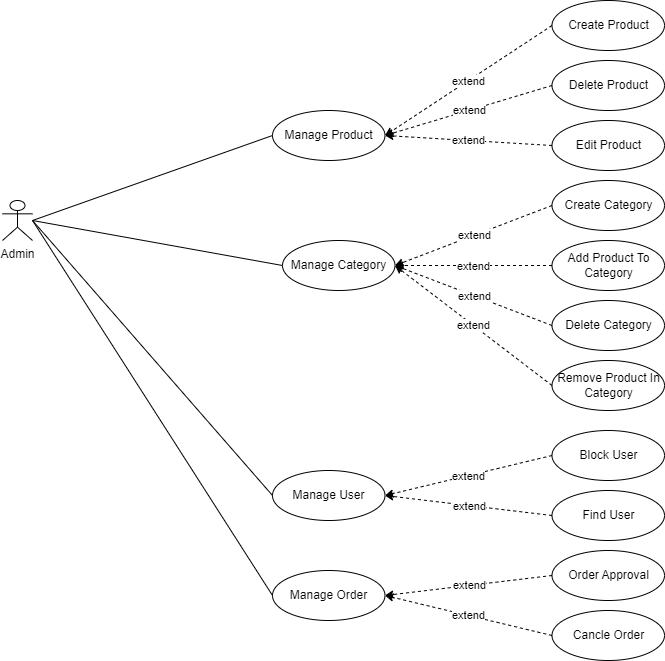 Create Product
extend
Delete Product
extend
Manage Product
extend
Edit Product
Create Category
Admin
extend
Manage Category
extend
Add Product To
Category
extend
Delete Category
extend
Remove Product In
Category
Block User
extend
Manage User
extend
Find User
Order Approval
extend
Manage Order
extend
Cancle Order